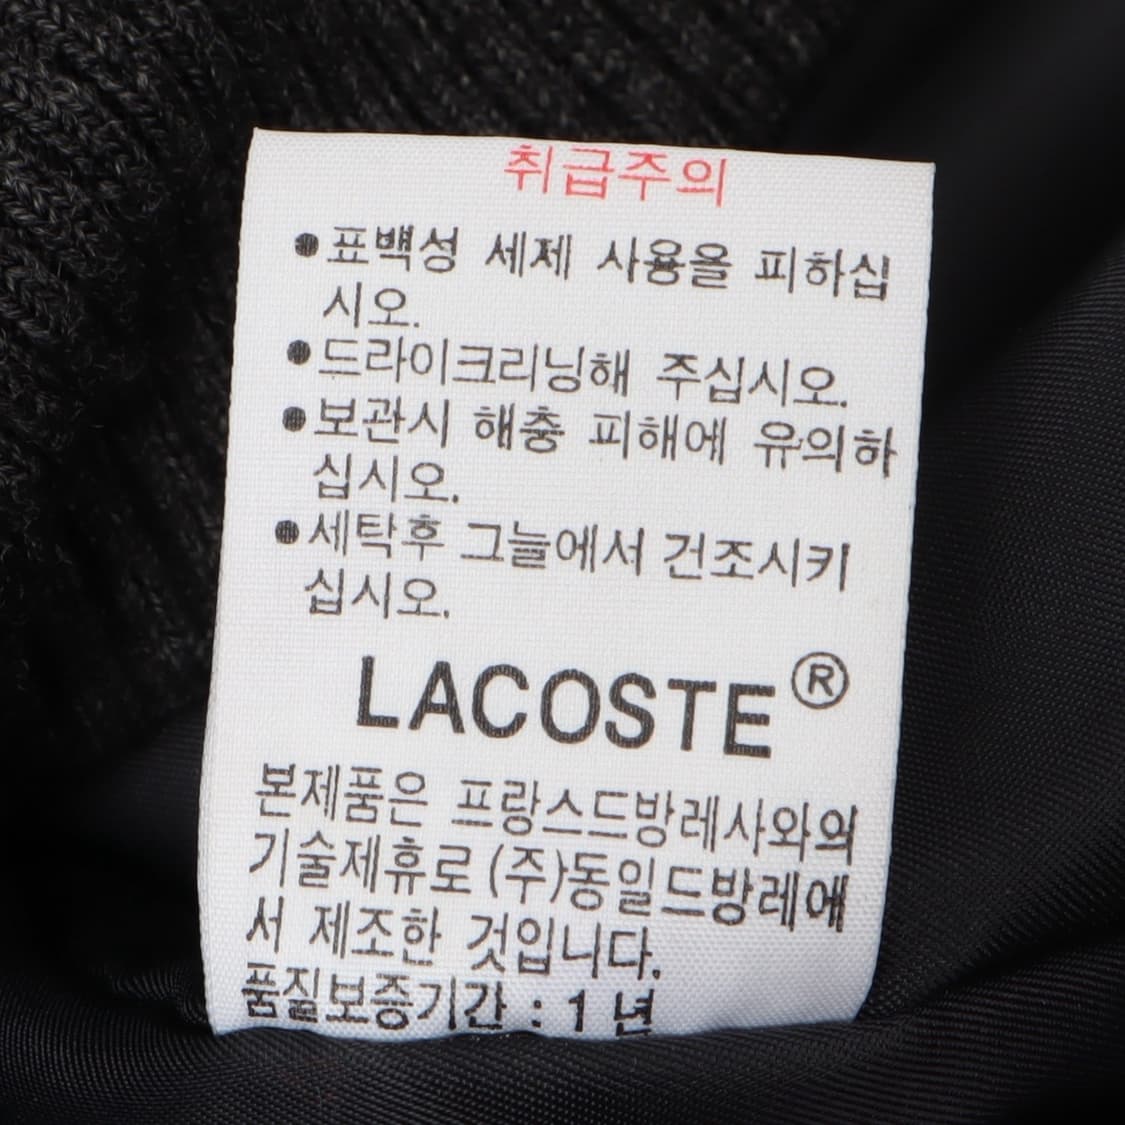 취급주의
●표백성 세제 사용을 피하십
시오.
●드라이크리닝해 주십시오.
●보관시 해충 피해에 유의하
십시오.
●세탁후 그늘에서 건조시키
십시오.
LACOSTE®
본제품은 프랑스드방레사와의
기술제휴로(주)동일드방레에
서 제조한 것입니다.
품질보증기간 : 1 년